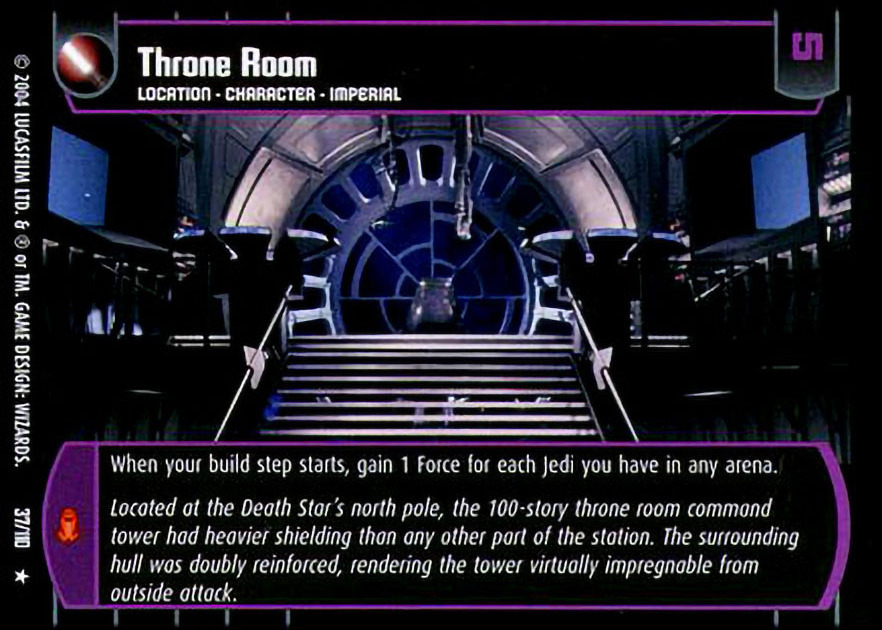 Throne Room
5
LOCATION - CHARACTER - IMPERIAL
When your build step starts, gain 1 Force for each Jedi you have in any arena.
Located at the Death Star's north pole, the 100-story throne room command
tower had heavier shielding than any other part of the station. The surrounding
hull was doubly reinforced, rendering the tower virtually impregnable from
outside attack.
© 2004 LUCASFILM LTD. & ® or TM. GAME DESIGN: WIZARDS. 37/110 ★